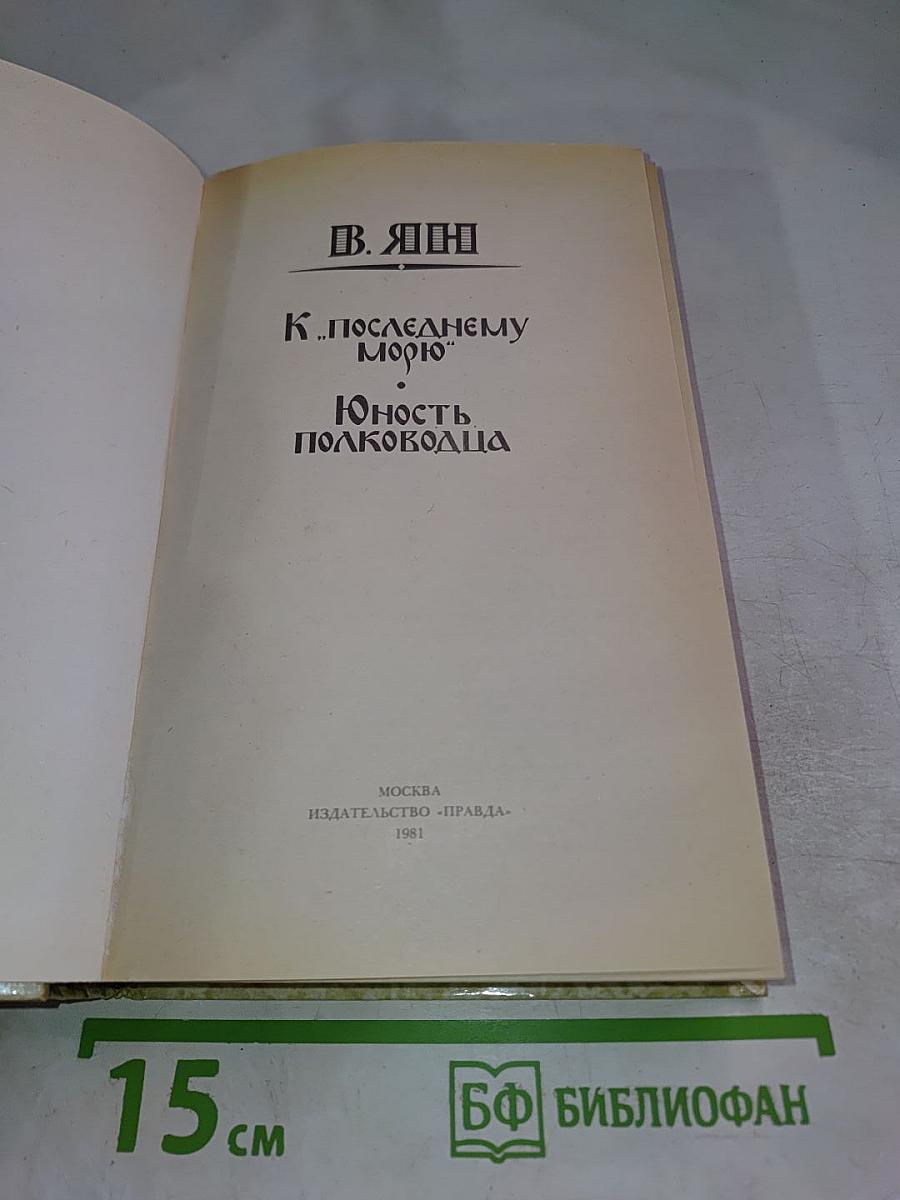 В. ЯН
К „последнему
морю“
•
Юность
полководца
МОСКВА
ИЗДАТЕЛЬСТВО «ПРАВДА»
1981
15 см
БФ БИБЛИОФАН